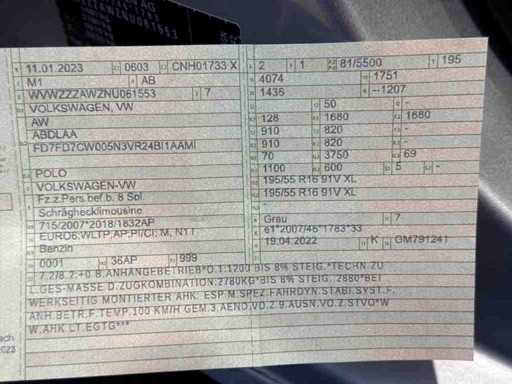 11.01.2023 0603 CNH01733 X
M1 AB
WVWZZZAWZNU061553 7
VOLKSWAGEN, VW
AW
ABDLAA
FD7FD7CW005N3VR24BI1AAMI
POLO
VOLKSWAGEN-VW
Fz.z.Pers.bef.b. 8 Spl.
Schräghecklimousine
715/2007*2018/1832AP
EURO6;WLTP;AP;PI/CI; M, N1 I
Benzin
0001 36AP 999
2 1 81/5500 195
4074 1751
1436 --1207
50 -
128 1680 1680
910 820 -
910 820 -
70 3750 69
1100 600 5 -
195/55 R16 91V XL
195/55 R16 91V XL
-
Grau 7
e1*2007/46*1783*33
19.04.2022 K GM791241
7.2/8.2:+0.8 ANHÄNGEBETRIEB*O.1:1200 BIS 8% STEIG.*TECHN.ZU
L.GES-MASSE D.ZUGKOMBINATION:2780KG*BIS 8% STEIG.:2880*BEI
WERKSEITIG MONTIERTER AHK: ESP M.SPEZ.FAHRDYN.STABI.SYST.F.
ANH.BETR.F.TEMP.100 KM/H GEM.3.AENO.VO.Z.9.AUSN.VO.Z.STVO*W
W.AHK LT.EGTG***